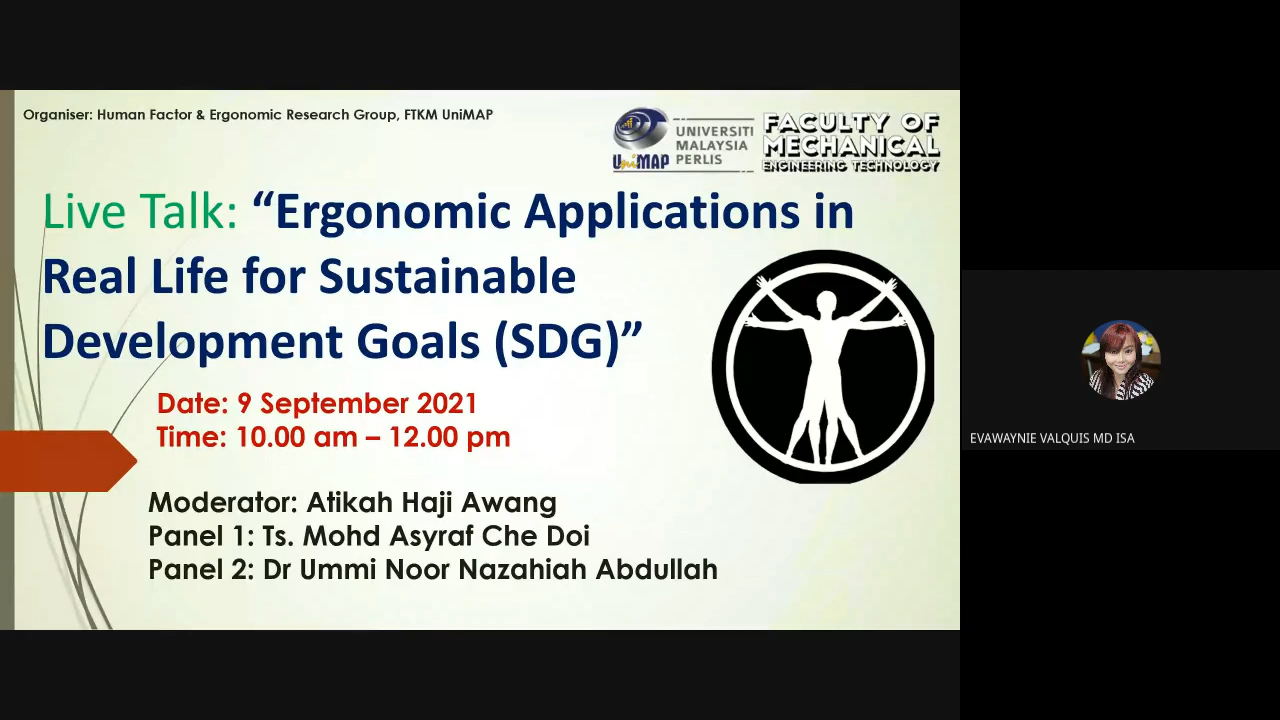 Organiser: Human Factor & Ergonomic Research Group, FTKM UniMAP
UniMAP
UNIVERSITI
MALAYSIA
PERLIS
FACULTY OF
MECHANICAL
ENGINEERING TECHNOLOGY
Live Talk: “Ergonomic Applications in
Real Life for Sustainable
Development Goals (SDG)”
Date: 9 September 2021
Time: 10.00 am – 12.00 pm
Moderator: Atikah Haji Awang
Panel 1: Ts. Mohd Asyraf Che Doi
Panel 2: Dr Ummi Noor Nazahiah Abdullah
EVAWAYNIE VALQUIS MD ISA